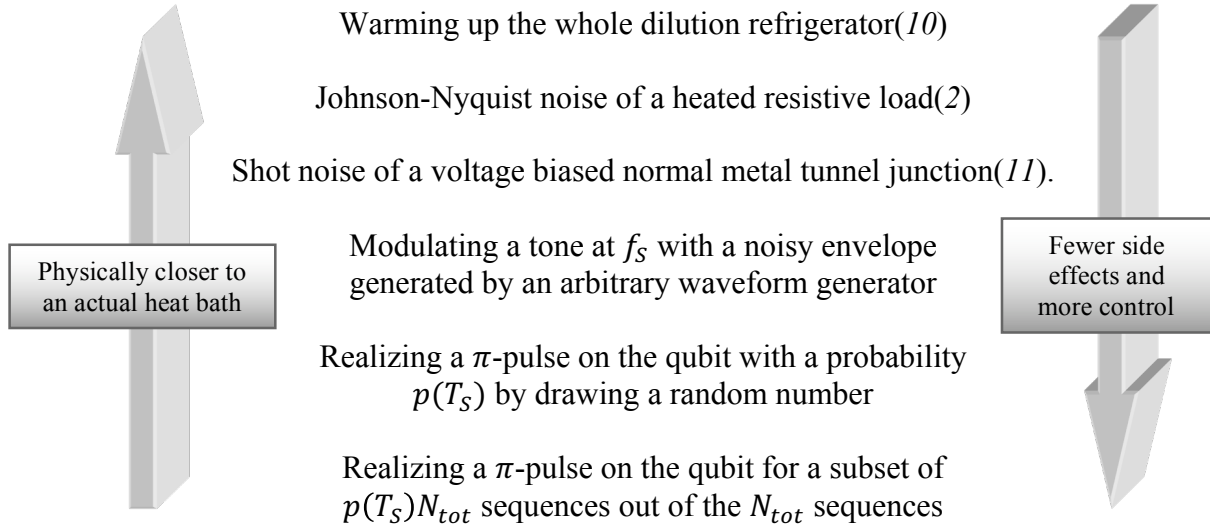 Warming up the whole dilution refrigerator(10)
Johnson-Nyquist noise of a heated resistive load(2)
Shot noise of a voltage biased normal metal tunnel junction(11).
Modulating a tone at f_S with a noisy envelope
generated by an arbitrary waveform generator
Physically closer to
an actual heat bath
Fewer side
effects and
more control
Realizing a π-pulse on the qubit with a probability
p(T_S) by drawing a random number
Realizing a π-pulse on the qubit for a subset of
p(T_S)N_tot sequences out of the N_tot sequences